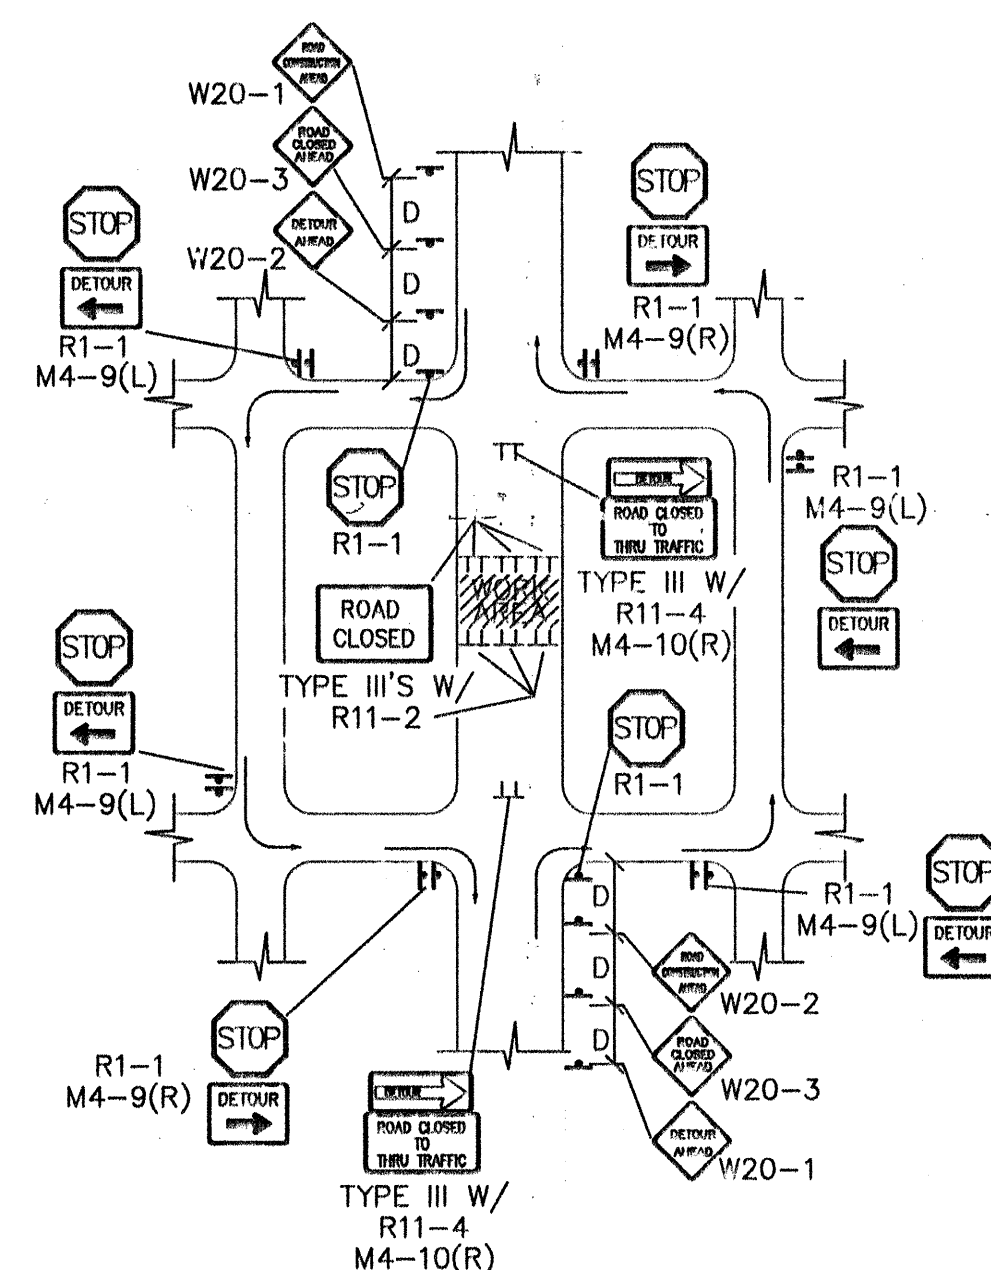 ROAD
CONSTRUCTION
AHEAD
W20-1
ROAD
CLOSED
AHEAD
W20-3
DETOUR
AHEAD
W20-2
D
D
D
STOP
DETOUR
R1-1
M4-9(L)
STOP
DETOUR
R1-1
M4-9(R)
STOP
R1-1
DETOUR
ROAD CLOSED
TO
THRU TRAFFIC
TYPE III W/
R11-4
M4-10(R)
R1-1
M4-9(L)
STOP
DETOUR
WORK
AREA
ROAD
CLOSED
TYPE III'S W/
R11-2
STOP
DETOUR
R1-1
M4-9(L)
STOP
R1-1
D
D
D
R1-1
M4-9(L)
STOP
DETOUR
ROAD
CONSTRUCTION
AHEAD
W20-2
ROAD
CLOSED
AHEAD
W20-3
DETOUR
AHEAD
W20-1
STOP
R1-1
M4-9(R)
DETOUR
DETOUR
ROAD CLOSED
TO
THRU TRAFFIC
TYPE III W/
R11-4
M4-10(R)